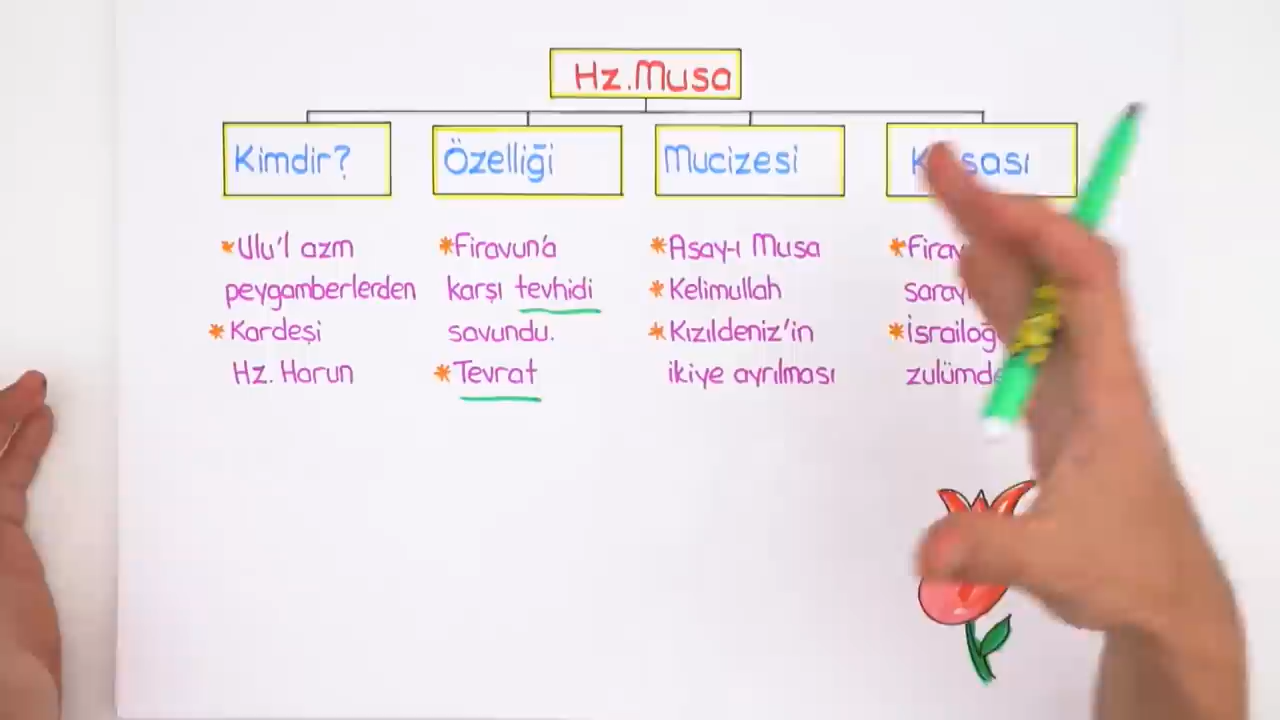 Hz. Musa
Kimdir?
*Ulu'l azm
peygamberlerden
*Kardeşi
Hz. Harun
Özelliği
*Firavun'a
karşı tevhidi
savundu.
*Tevrat
Mucizesi
*Asay-ı Musa
*Kelimullah
*Kızıldeniz'in
ikiye ayrılması